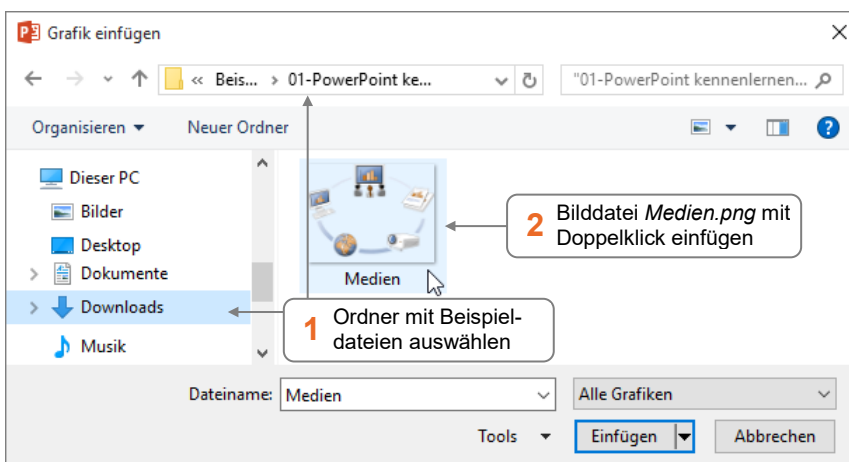 Grafik einfügen
« Beis... › 01-PowerPoint ke...
"01-PowerPoint kennenlernen...
Organisieren
Neuer Ordner
Dieser PC
Bilder
Desktop
Dokumente
Downloads
Musik
Medien
2 Bilddatei Medien.png mit
Doppelklick einfügen
1 Ordner mit Beispiel-
dateien auswählen
Dateiname: Medien
Alle Grafiken
Tools
Einfügen
Abbrechen